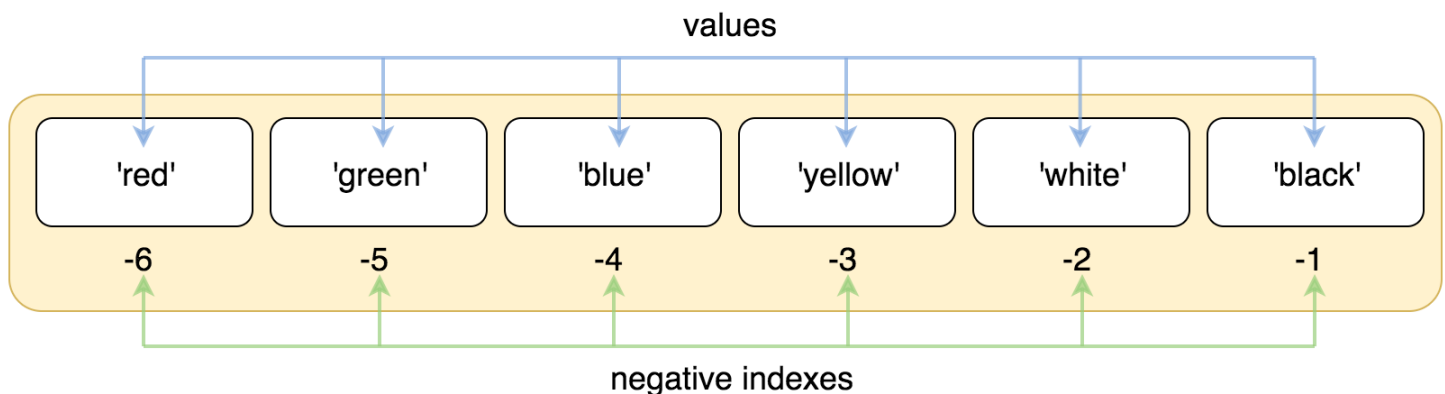 values
'red' 'green' 'blue' 'yellow' 'white' 'black'
-6 -5 -4 -3 -2 -1
negative indexes